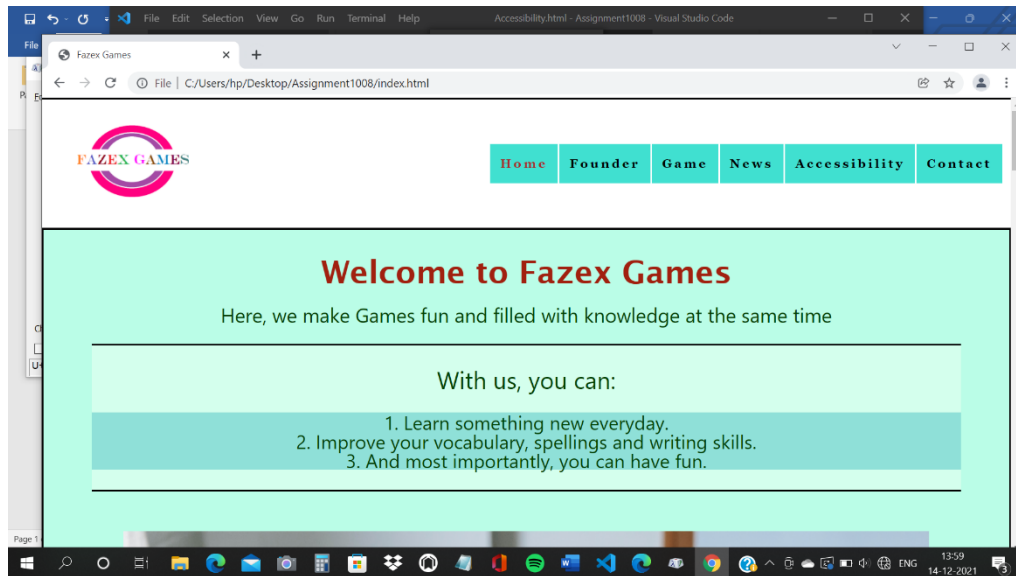 File Edit Selection View Go Run Terminal Help Accessibility.html - Assignment1008 - Visual Studio Code
File
Fazex Games
File C:/Users/hp/Desktop/Assignment1008/index.html
FAZEX GAMES
Home Founder Game News Accessibility Contact
Welcome to Fazex Games
Here, we make Games fun and filled with knowledge at the same time
With us, you can:
1. Learn something new everyday.
2. Improve your vocabulary, spellings and writing skills.
3. And most importantly, you can have fun.
U+
Page 1
ENG
13:59
14-12-2021
3